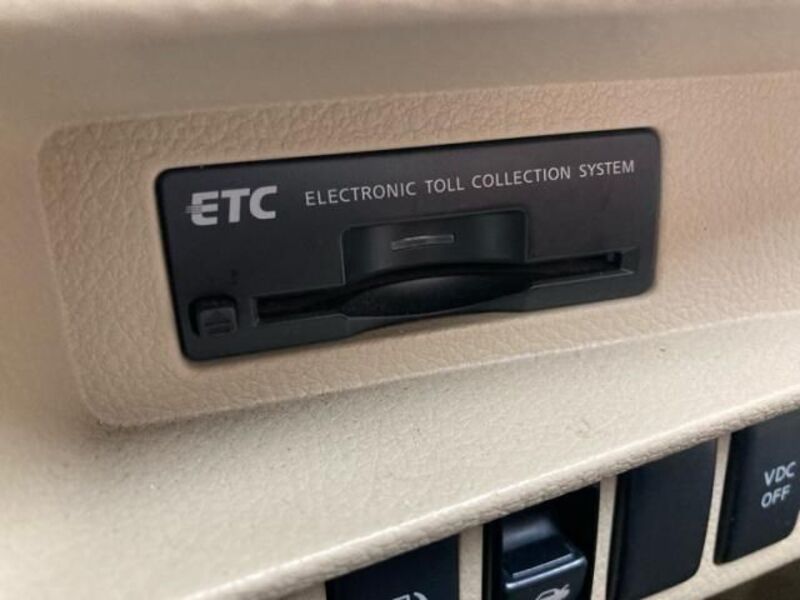 ETC ELECTRONIC TOLL COLLECTION SYSTEM
VDC
OFF